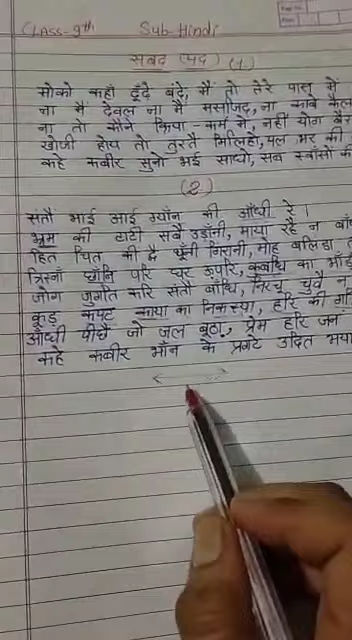 CLASS-9th Sub-Hindi
सबद (पद) (1)
मोको कहाँ ढूँढे बंदे, मैं तो तेरे पास में
ना मैं देवल ना मैं मसजिद, ना काबे
ना तो कौने क्रिया-कर्म में, नहीं योग
खोजी होय तो तुरतै मिलिहौं, पल भर की
कहे कबीर सुनो भई साधो, सब स्वाँसों की
(2)
संतौ भाई आई ग्याँन की आँधी रे।
भ्रम की टाटी सबै उड़ाँनी, माया रहै न
हित चित की द्वै थूँनी गिराँनी, मोह बलिंडा
त्रिस्नाँ छाँनि परि घर ऊपरि, कुबधि का भाँडाँ
जोग जुगति करि संतौ बाँधी, निरचू चुवै न
कूड़ कपट काया का निकस्या, हरि की
आँधी पीछै जो जल बूठा, प्रेम हरि जन
कहे कबीर भाँन के प्रगटे उदित भया